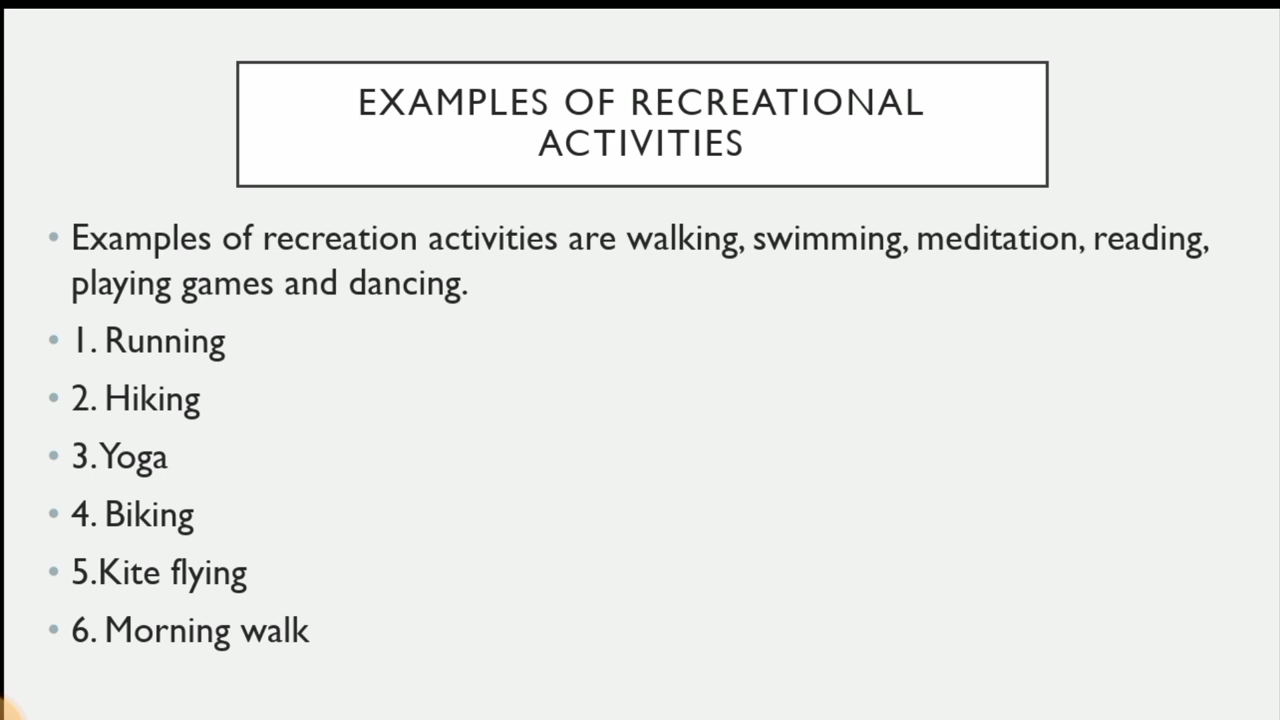 EXAMPLES OF RECREATIONAL
ACTIVITIES
• Examples of recreation activities are walking, swimming, meditation, reading,
playing games and dancing.
• 1. Running
• 2. Hiking
• 3.Yoga
• 4. Biking
• 5.Kite flying
• 6. Morning walk